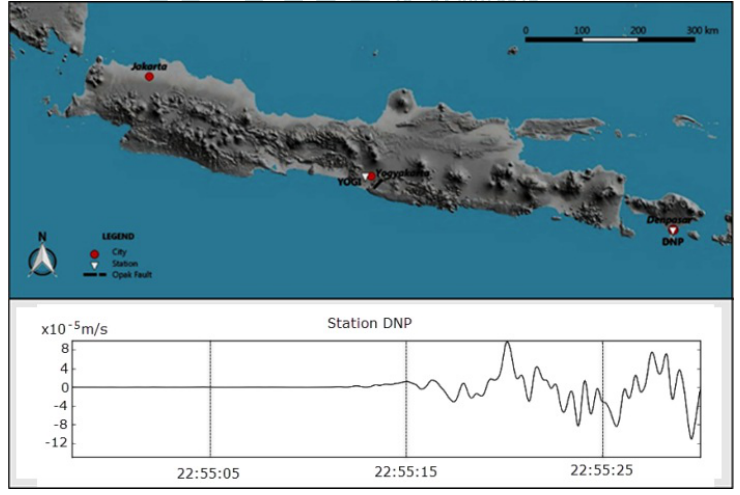 0 100 200 300 km
Jakarta
Yogyakarta
YOGI
Denpasar
DNP
N
LEGEND
City
Station
Opak Fault
Station DNP
x10⁻⁵m/s
8
4
0
-4
-8
-12
22:55:05 22:55:15 22:55:25